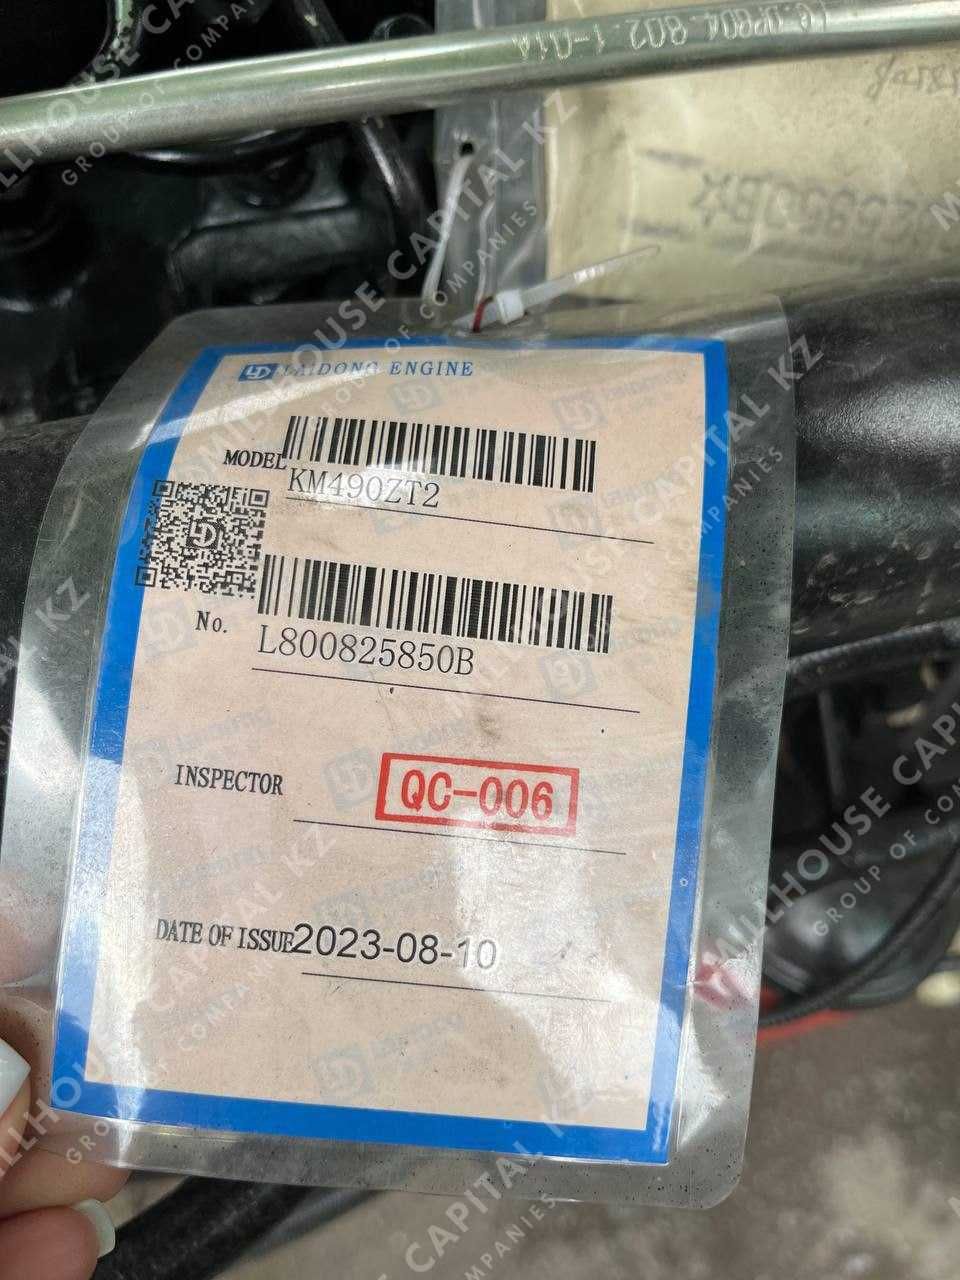 LD LAIDONG ENGINE
MODEL KM490ZT2
No. L800825850B
INSPECTOR QC-006
DATE OF ISSUE 2023-08-10
MILLHOUSE CAPITAL KZ
GROUP OF COMPANIES